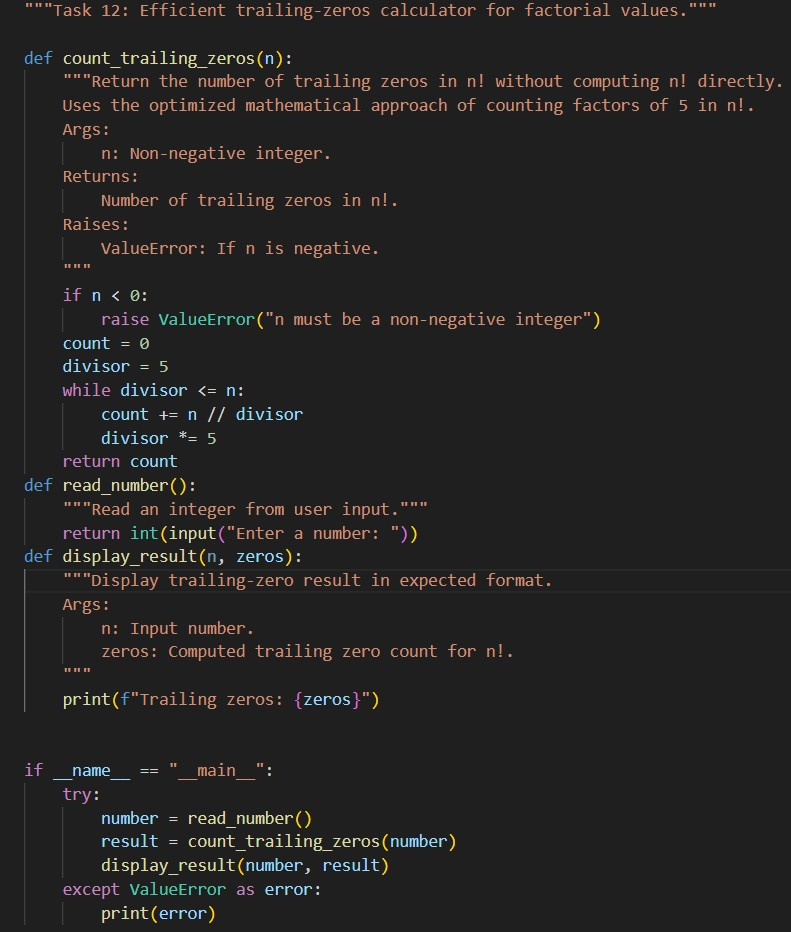 """Task 12: Efficient trailing-zeros calculator for factorial values."""
def count_trailing_zeros(n):
    """Return the number of trailing zeros in n! without computing n! directly.
    Uses the optimized mathematical approach of counting factors of 5 in n!.
    Args:
        n: Non-negative integer.
    Returns:
        Number of trailing zeros in n!.
    Raises:
        ValueError: If n is negative.
    """
    if n < 0:
        raise ValueError("n must be a non-negative integer")
    count = 0
    divisor = 5
    while divisor <= n:
        count += n // divisor
        divisor *= 5
    return count
def read_number():
    """Read an integer from user input."""
    return int(input("Enter a number: "))
def display_result(n, zeros):
    """Display trailing-zero result in expected format.
    Args:
        n: Input number.
        zeros: Computed trailing zero count for n!.
    """
    print(f"Trailing zeros: {zeros}")
if __name__ == "__main__":
    try:
        number = read_number()
        result = count_trailing_zeros(number)
        display_result(number, result)
    except ValueError as error:
        print(error)